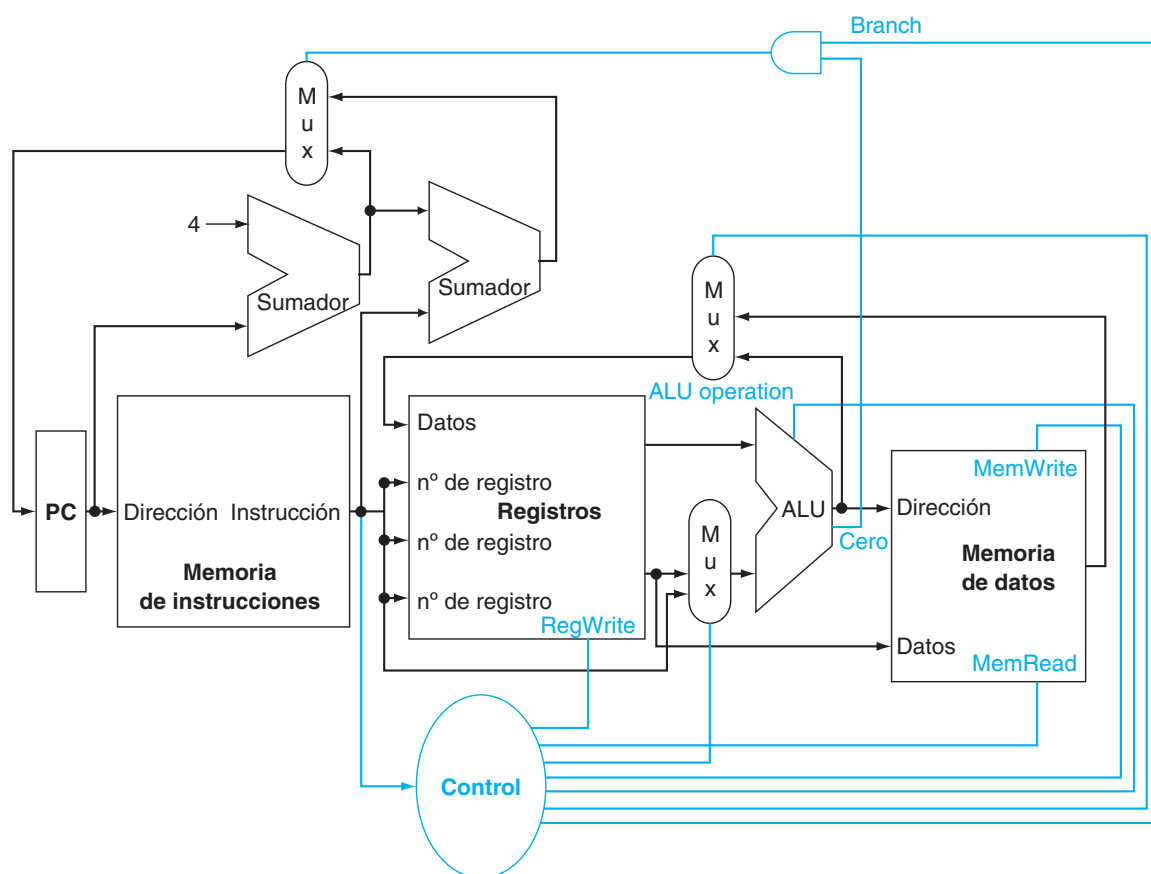 Branch
M
u
x
4
Sumador
Sumador
M
u
x
ALU operation
Datos
nº de registro
Registros
nº de registro
nº de registro
RegWrite
PC
Dirección Instrucción
Memoria
de instrucciones
M
u
x
ALU
Cero
MemWrite
Dirección
Memoria
de datos
Datos
MemRead
Control